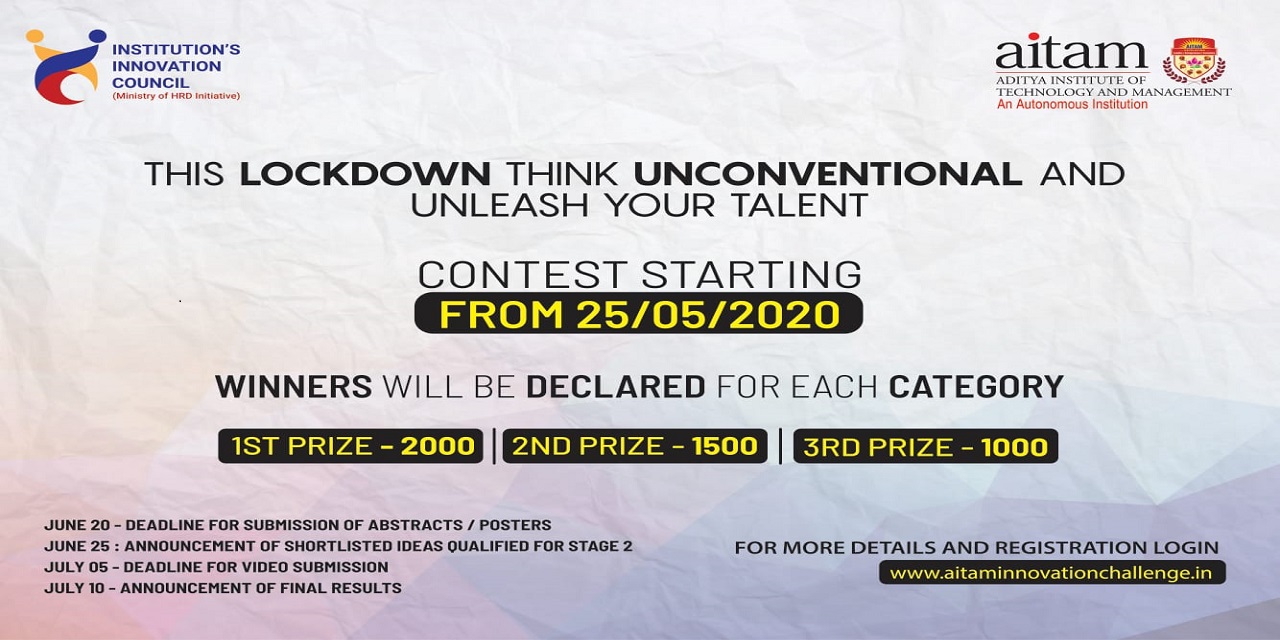 INSTITUTION'S
INNOVATION
COUNCIL
(Ministry of HRD Initiative)
aitam
AITAM
ADITYA INSTITUTE OF
TECHNOLOGY AND MANAGEMENT
An Autonomous Institution
THIS LOCKDOWN THINK UNCONVENTIONAL AND
UNLEASH YOUR TALENT
CONTEST STARTING
FROM 25/05/2020
WINNERS WILL BE DECLARED FOR EACH CATEGORY
1ST PRIZE - 2000 | 2ND PRIZE - 1500 | 3RD PRIZE - 1000
JUNE 20 - DEADLINE FOR SUBMISSION OF ABSTRACTS / POSTERS
JUNE 25 : ANNOUNCEMENT OF SHORTLISTED IDEAS QUALIFIED FOR STAGE 2
JULY 05 - DEADLINE FOR VIDEO SUBMISSION
JULY 10 - ANNOUNCEMENT OF FINAL RESULTS
FOR MORE DETAILS AND REGISTRATION LOGIN
www.aitaminnovationchallenge.in